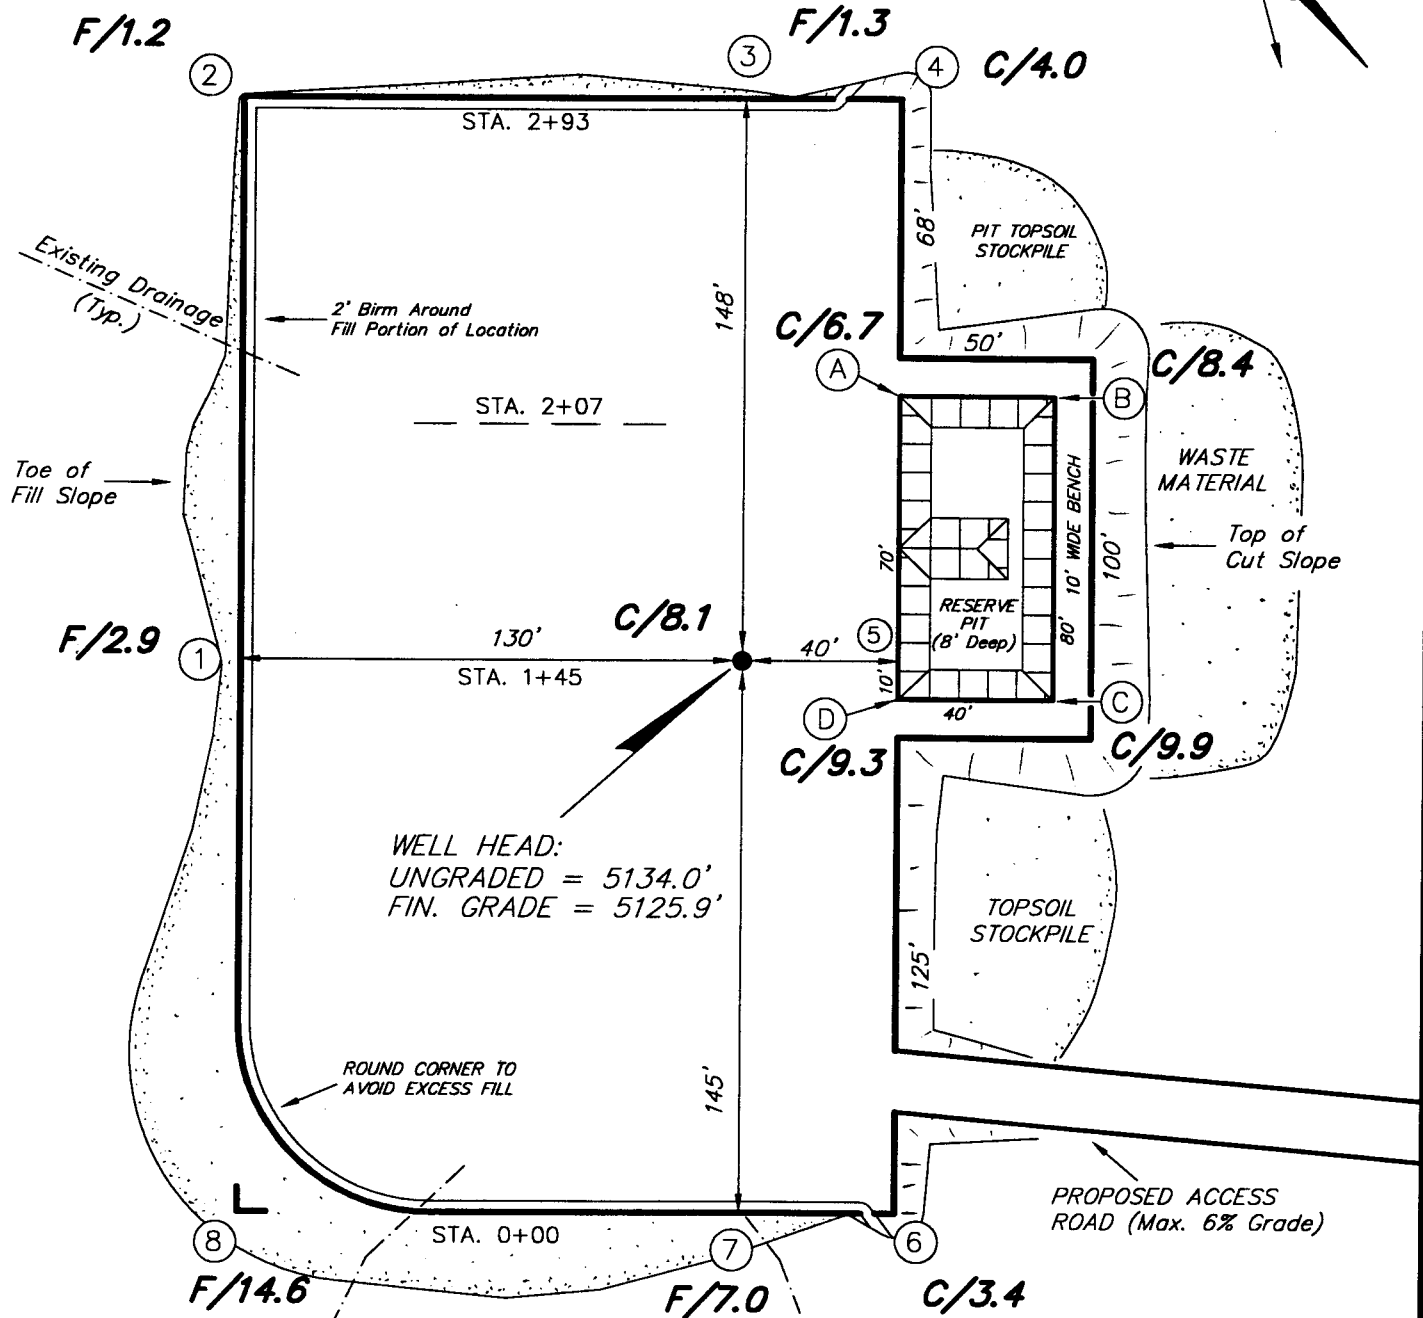 F/1.2
F/1.3
2
3
4
C/4.0
STA. 2+93
68'
PIT TOPSOIL
STOCKPILE
Existing Drainage
(Typ.)
2' Birm Around
Fill Portion of Location
148'
C/6.7
50'
C/8.4
A
B
STA. 2+07
Toe of
Fill Slope
WASTE
MATERIAL
10' WIDE BENCH
100'
Top of
Cut Slope
70'
RESERVE
PIT
(8' Deep)
80'
F/2.9
1
130'
C/8.1
5
40'
STA. 1+45
10'
D
40'
C
C/9.3
C/9.9
WELL HEAD:
UNGRADED = 5134.0'
FIN. GRADE = 5125.9'
TOPSOIL
STOCKPILE
125'
ROUND CORNER TO
AVOID EXCESS FILL
145'
PROPOSED ACCESS
ROAD (Max. 6% Grade)
8
STA. 0+00
7
6
F/14.6
F/7.0
C/3.4